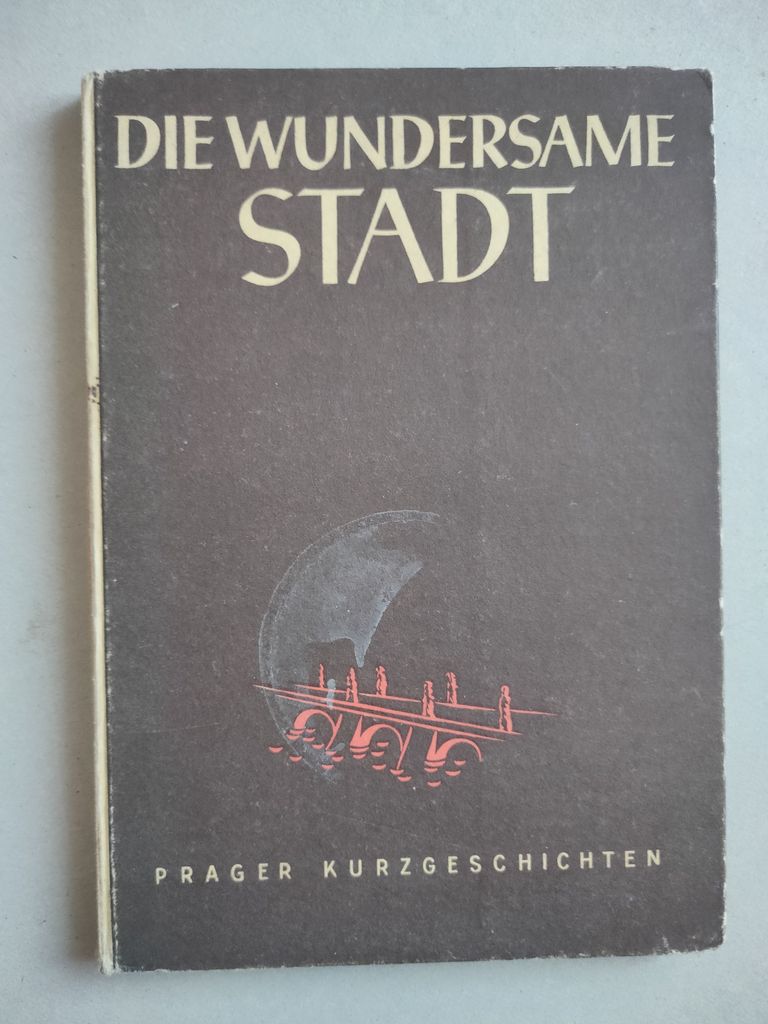 DIE WUNDERSAME
STADT
PRAGER KURZGESCHICHTEN